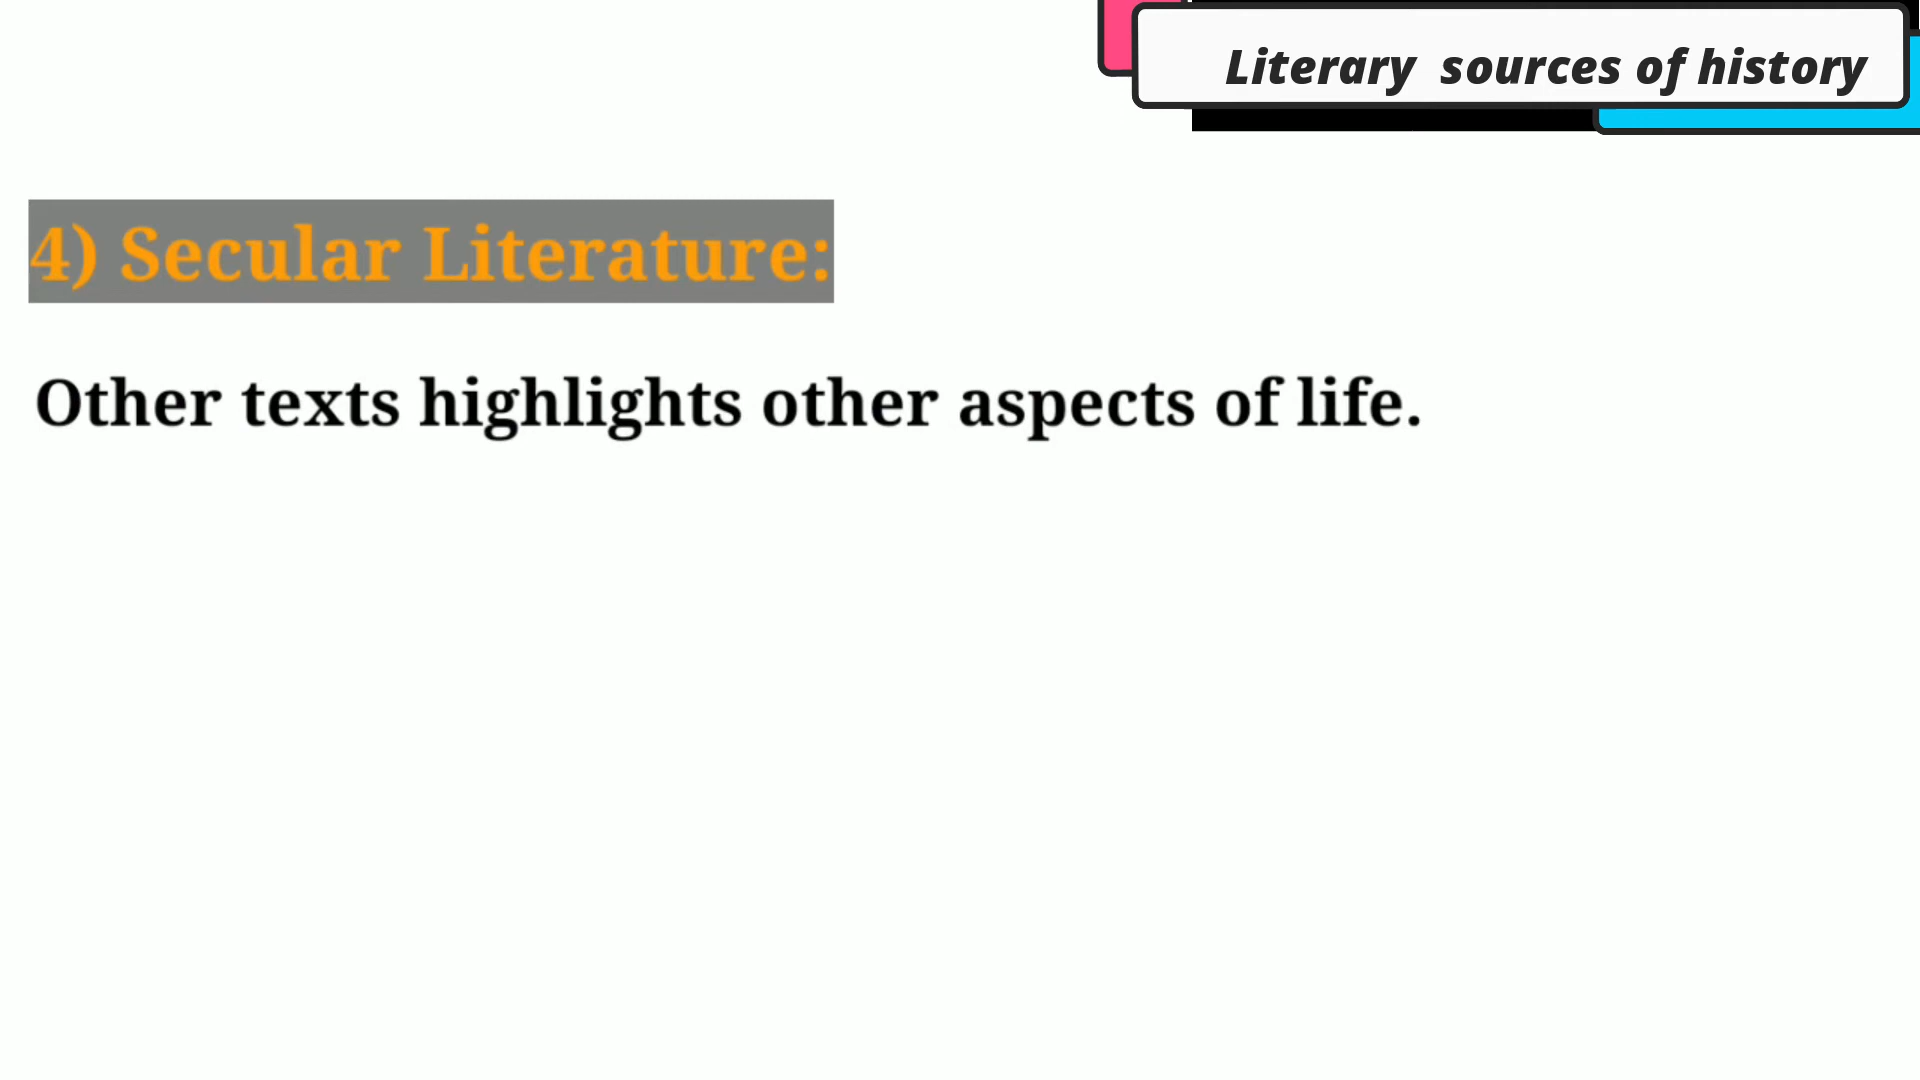 Literary sources of history
4) Secular Literature:
Other texts highlights other aspects of life.